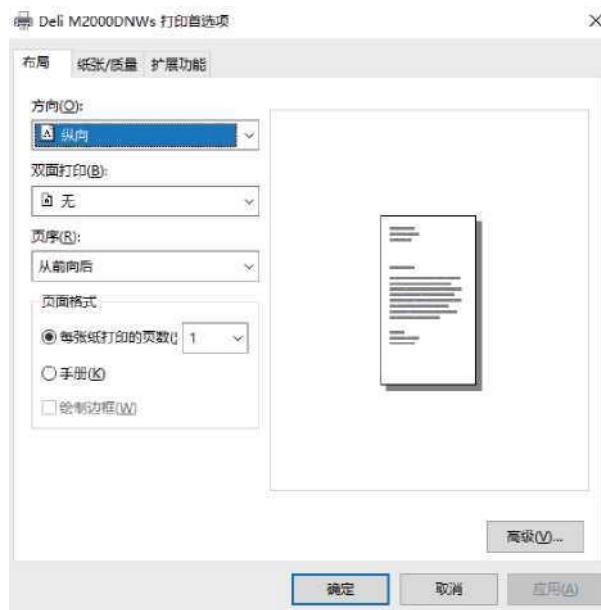 Deli M2000DNWs 打印首选项
布局 纸张/质量 扩展功能
方向(O):
纵向
双面打印(B):
无
页序(R):
从前向后
页面格式
每张纸打印的页数(
1
手册(K)
绘制边框(W)
高级(V)...
确定 取消 应用(A)